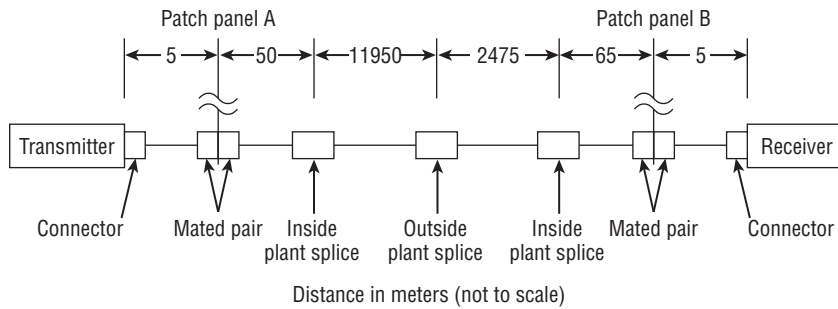 Patch panel A
Patch panel B
5
50
11950
2475
65
5
Transmitter
Receiver
Connector
Mated pair
Inside
plant splice
Outside
plant splice
Inside
plant splice
Mated pair
Connector
Distance in meters (not to scale)